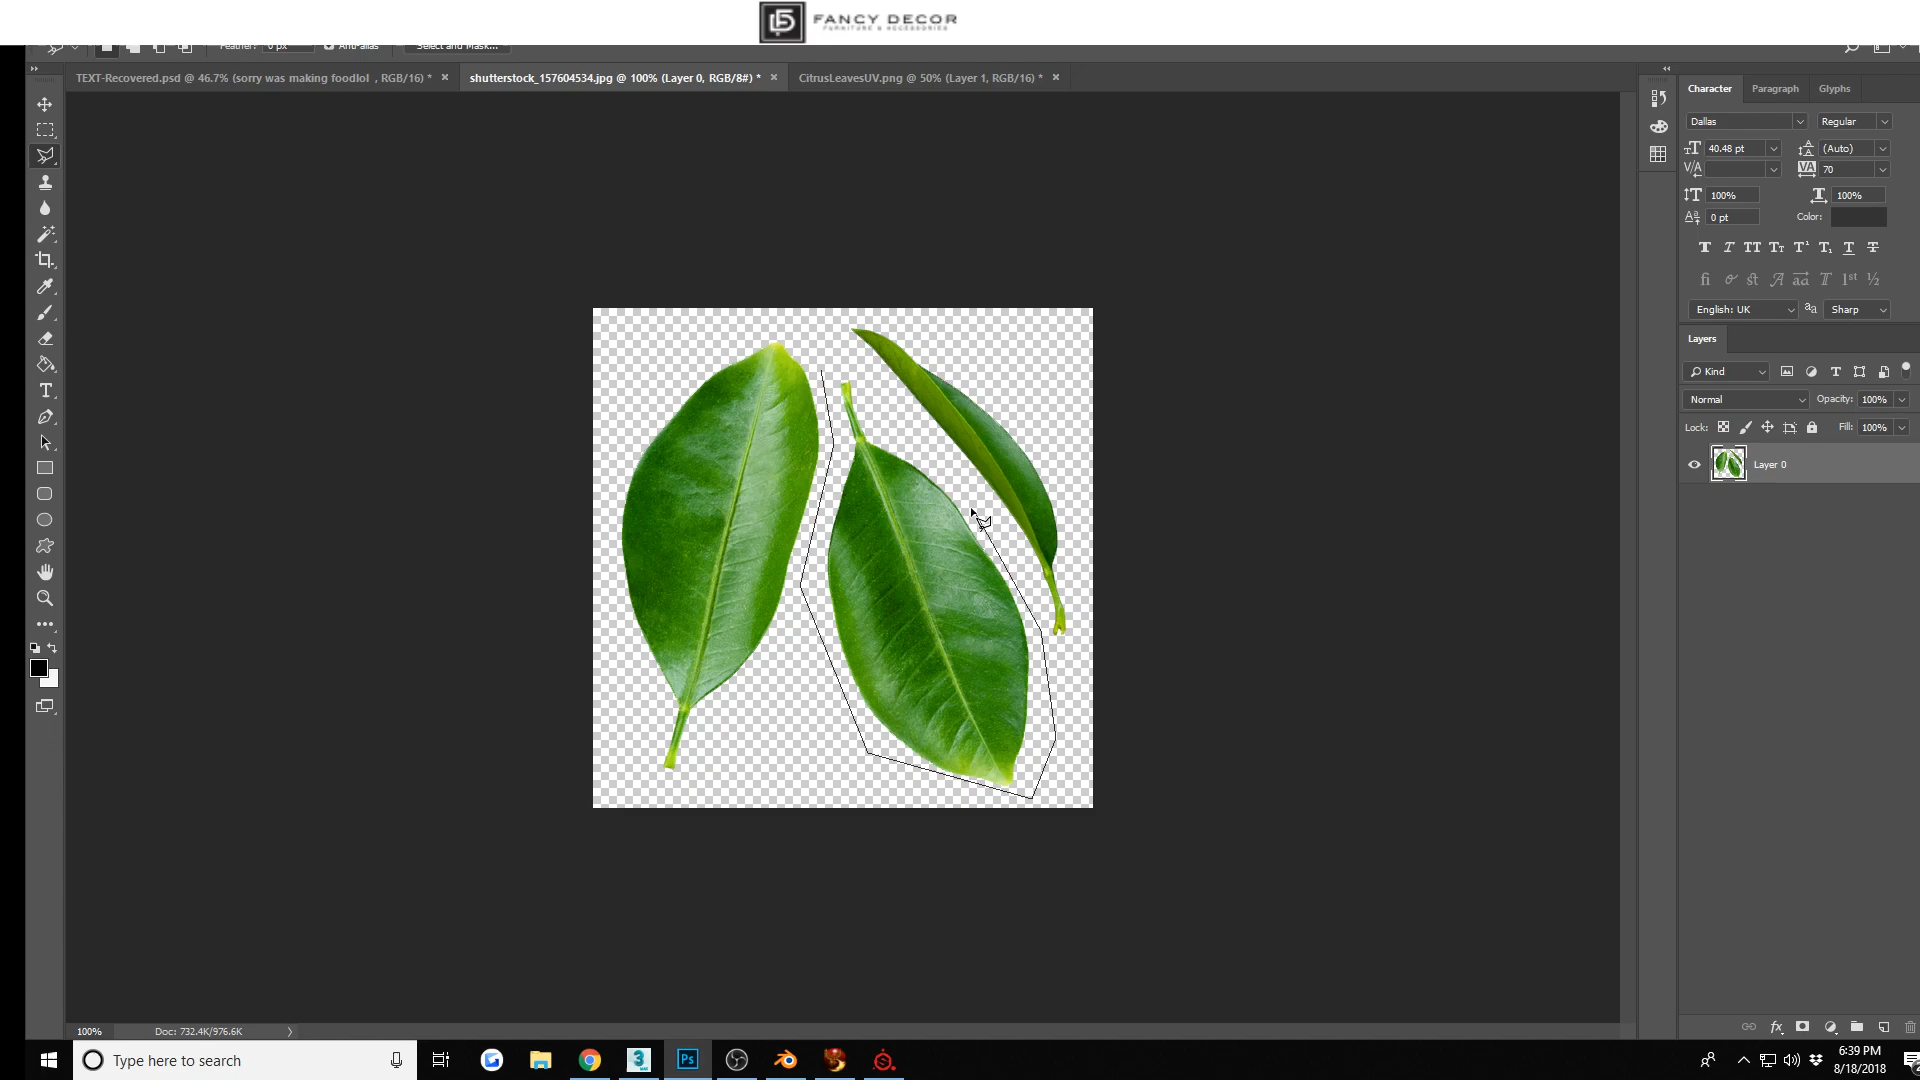 FANCY DECOR
FURNITURE & ACCESSORIES
Feather: 0 px Anti-alias Select and Mask...
TEXT-Recovered.psd @ 46.7% (sorry was making foodlol , RGB/16) *
shutterstock_157604534.jpg @ 100% (Layer 0, RGB/8#) *
CitrusLeavesUV.png @ 50% (Layer 1, RGB/16) *
Character Paragraph Glyphs
Dallas Regular
40.48 pt (Auto)
70
100% 100%
0 pt Color:
English: UK Sharp
Layers
Kind
Normal Opacity: 100%
Lock: Fill: 100%
Layer 0
100% Doc: 732.4K/976.6K
Type here to search
Ps
6:39 PM
8/18/2018